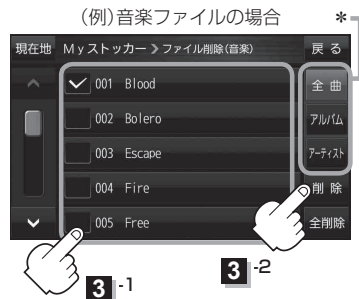 (例)音楽ファイルの場合
*
現在地 Myストッカー ファイル削除(音楽) 戻る
001 Blood 全曲
002 Bolero アルバム
003 Escape アーティスト
004 Fire 削除
005 Free 全削除
3-1
3-2